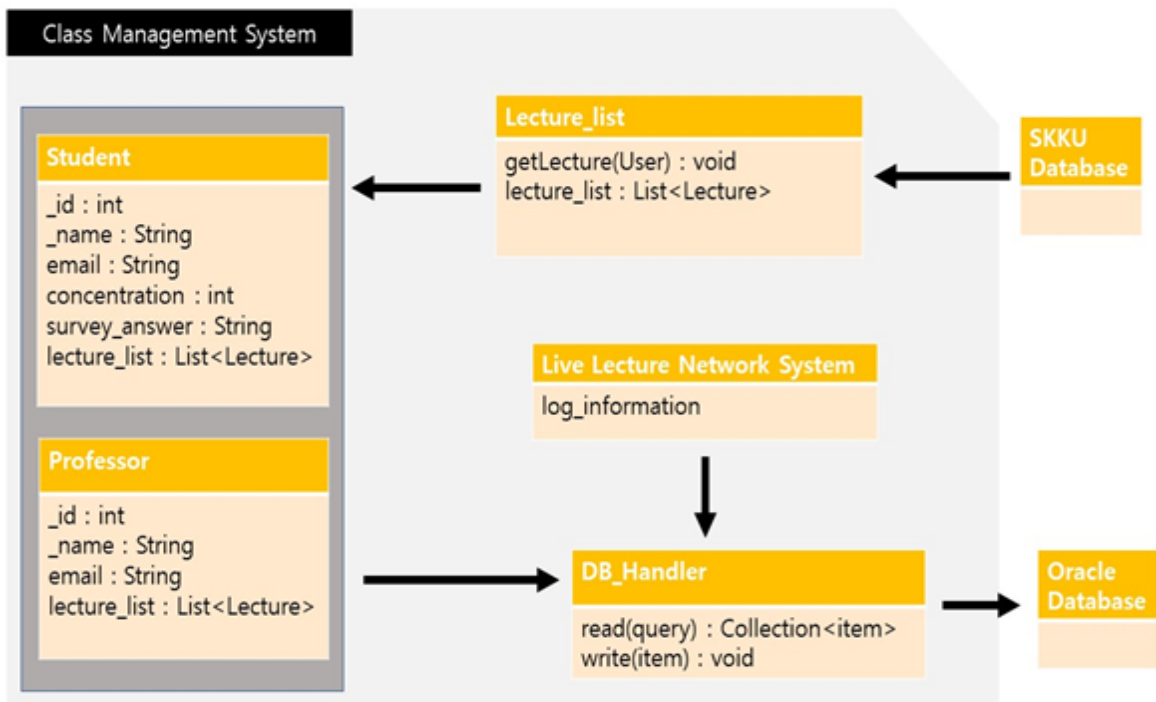 Class Management System
Student
_id : int
_name : String
email : String
concentration : int
survey_answer : String
lecture_list : List<Lecture>
Professor
_id : int
_name : String
email : String
lecture_list : List<Lecture>
Lecture_list
getLecture(User) : void
lecture_list : List<Lecture>
Live Lecture Network System
log_information
DB_Handler
read(query) : Collection<item>
write(item) : void
SKKU
Database
Oracle
Database